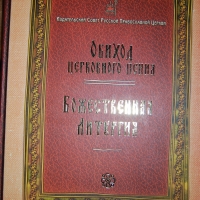 Издательский Совет Русской Православной Церкви
Обиход
церковного пения
Божественная
Литургия